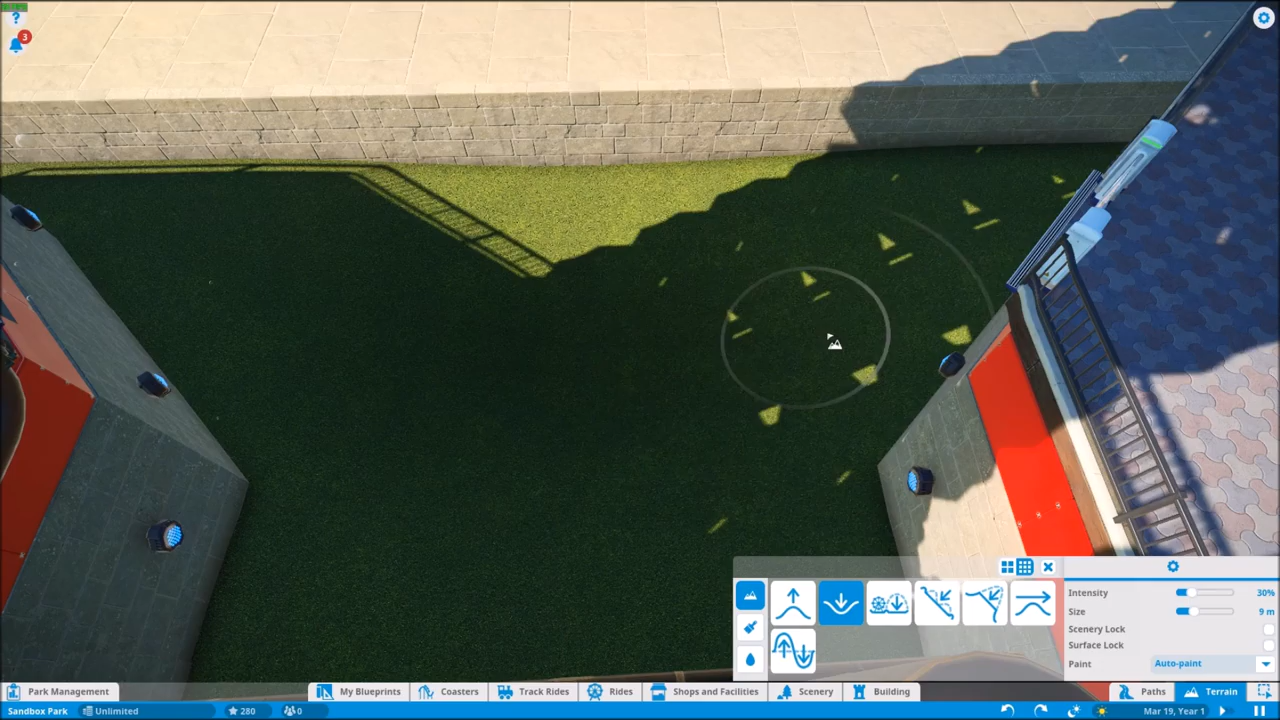 ?
3
Intensity 30%
Size 9 m
Scenery Lock
Surface Lock
Paint Auto-paint
Park Management My Blueprints Coasters Track Rides Rides Shops and Facilities Scenery Building Paths Terrain
Sandbox Park Unlimited 280 0 Mar 19, Year 1